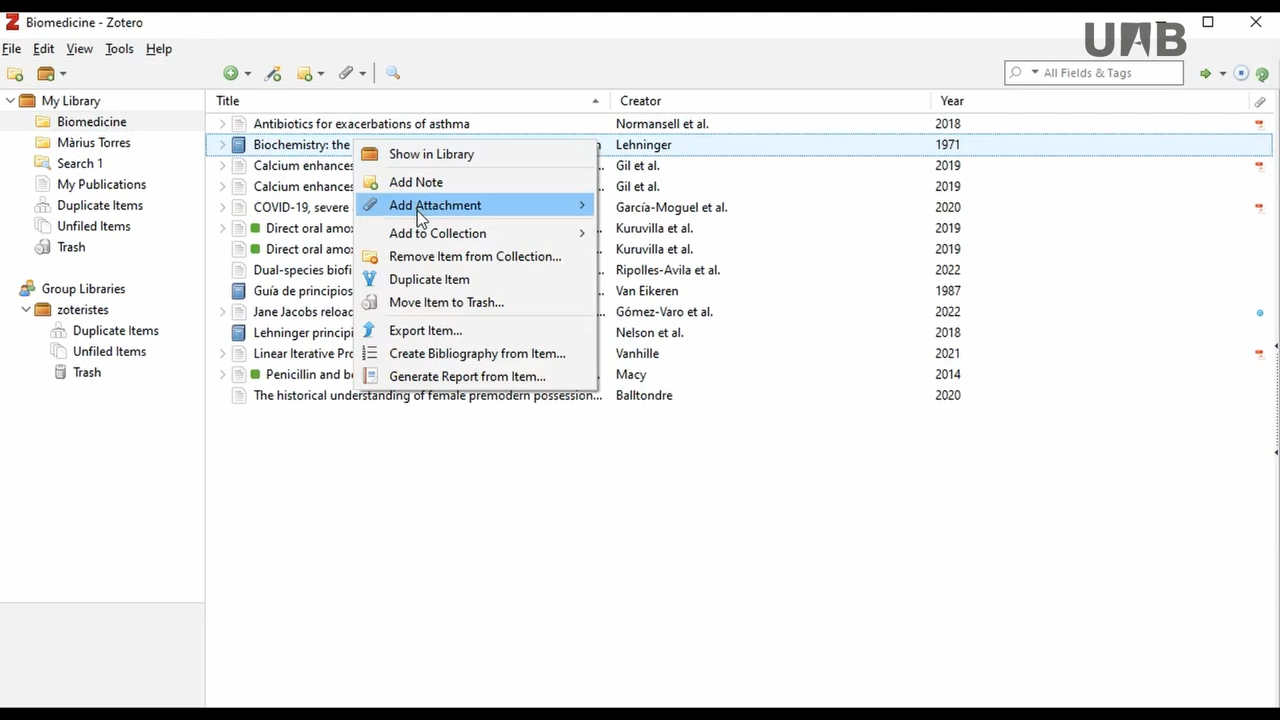 Biomedicine - Zotero
UAB
File Edit View Tools Help
All Fields & Tags
My Library
Biomedicine
Màrius Torres
Search 1
My Publications
Duplicate Items
Unfiled Items
Trash
Group Libraries
zoteristes
Duplicate Items
Unfiled Items
Trash
Title Creator Year
Antibiotics for exacerbations of asthma Normansell et al. 2018
Biochemistry: the Lehninger 1971
Calcium enhances ... Gil et al. 2019
Calcium enhances ... Gil et al. 2019
COVID-19, severe ... García-Moguel et al. 2020
Direct oral amox ... Kuruvilla et al. 2019
Direct oral amox ... Kuruvilla et al. 2019
Dual-species biofi Ripolles-Avila et al. 2022
Guía de principios Van Eikeren 1987
Jane Jacobs reload ... Gómez-Varo et al. 2022
Lehninger principi Nelson et al. 2018
Linear Iterative Pro ... Vanhille 2021
Penicillin and be ... Macy 2014
The historical understanding of female premodern possession... Balltondre 2020
Show in Library
Add Note
Add Attachment
Add to Collection
Remove Item from Collection...
Duplicate Item
Move Item to Trash...
Export Item...
Create Bibliography from Item...
Generate Report from Item...